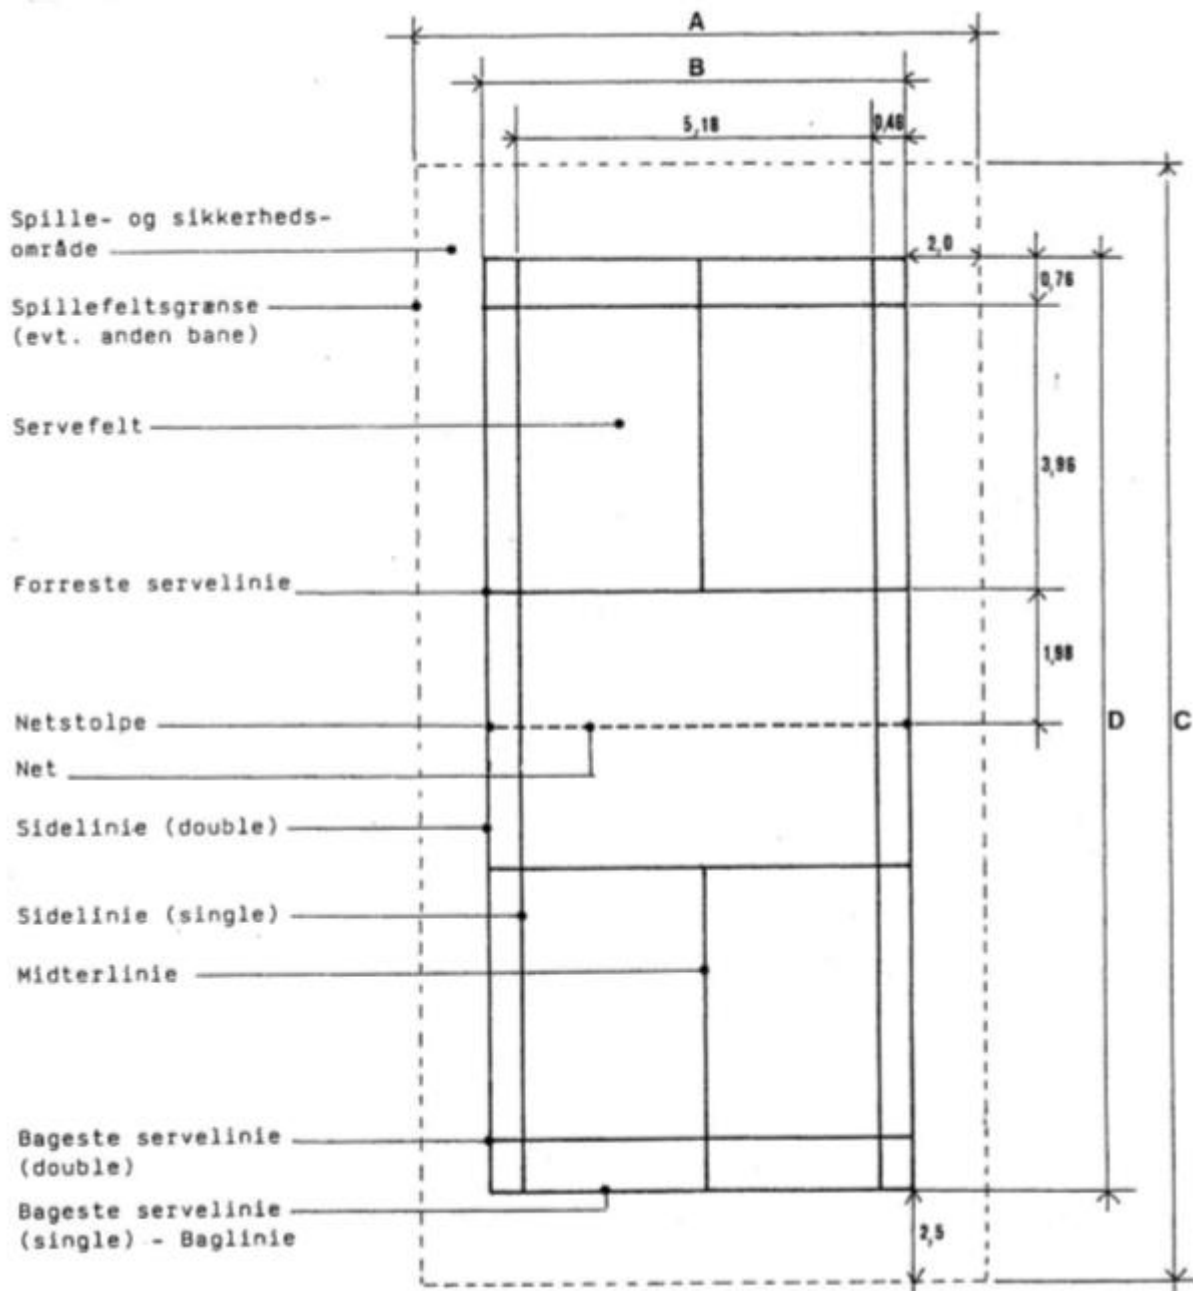 A
B
5,18
0,46
Spille- og sikkerheds-
område
2,0
0,76
Spillefeltsgrænse
(evt. anden bane)
Servefelt
3,96
Forreste servelinie
1,98
Netstolpe
D
C
Net
Sidelinie (double)
Sidelinie (single)
Midterlinie
Bageste servelinie
(double)
Bageste servelinie
(single) - Baglinie
2,5